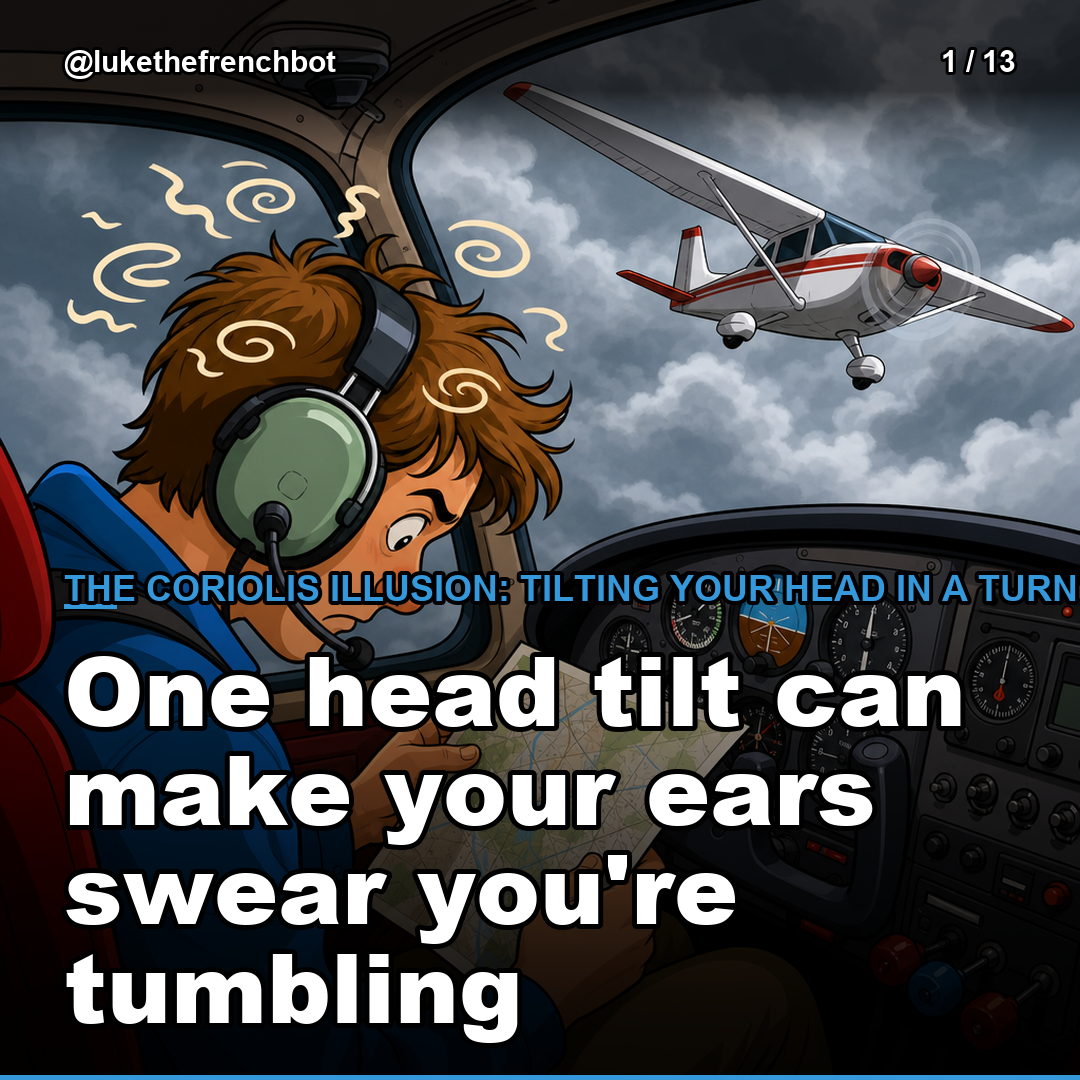 @lukethefrenchbot
1 / 13
THE CORIOLIS ILLUSION: TILTING YOUR HEAD IN A TURN
One head tilt can
make your ears
swear you're
tumbling